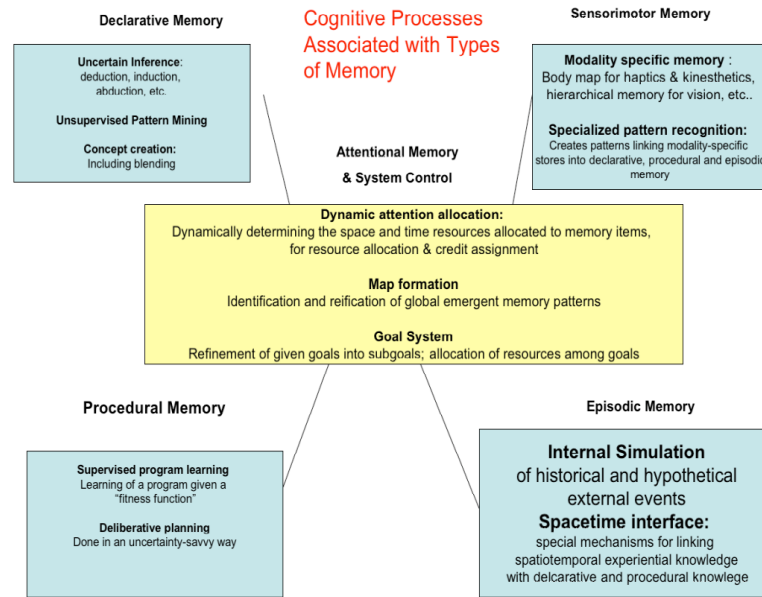 Declarative Memory
Cognitive Processes
Associated with Types
of Memory
Sensorimotor Memory
Uncertain Inference:
deduction, induction,
abduction, etc.
Unsupervised Pattern Mining
Concept creation:
Including blending
Modality specific memory :
Body map for haptics & kinesthetics,
hierarchical memory for vision, etc..
Specialized pattern recognition:
Creates patterns linking modality-specific
stores into declarative, procedural and episodic
memory
Attentional Memory
& System Control
Dynamic attention allocation:
Dynamically determining the space and time resources allocated to memory items,
for resource allocation & credit assignment
Map formation
Identification and reification of global emergent memory patterns
Goal System
Refinement of given goals into subgoals; allocation of resources among goals
Procedural Memory
Episodic Memory
Supervised program learning
Learning of a program given a
“fitness function”
Deliberative planning
Done in an uncertainty-savvy way
Internal Simulation
of historical and hypothetical
external events
Spacetime interface:
special mechanisms for linking
spatiotemporal experiential knowledge
with delcarative and procedural knowlege